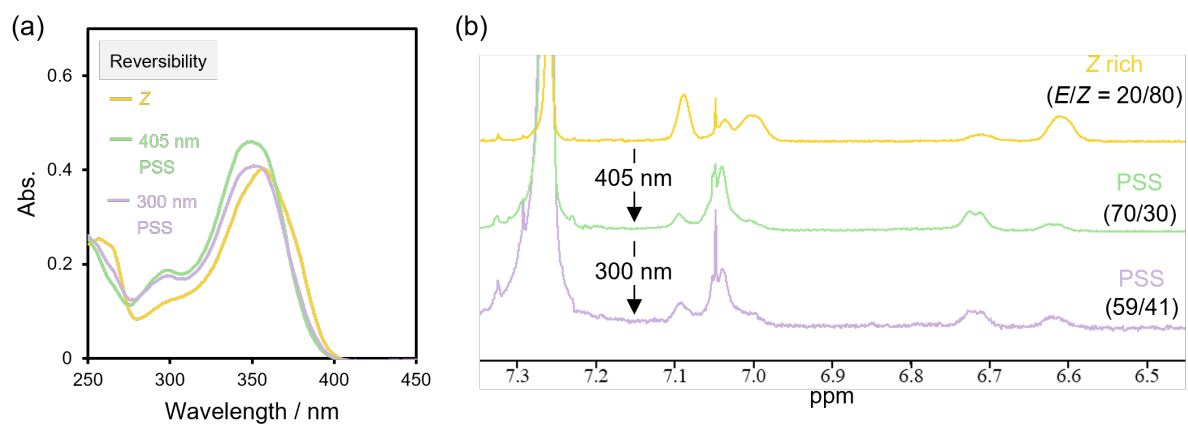 (a)
Abs.
0.6
0.4
0.2
0
Reversibility
Z
405 nm
PSS
300 nm
PSS
250
300
350
400
450
Wavelength / nm
(b)
Z rich
(E/Z = 20/80)
405 nm
PSS
(70/30)
300 nm
PSS
(59/41)
7.3
7.2
7.1
7.0
6.9
6.8
6.7
6.6
6.5
ppm